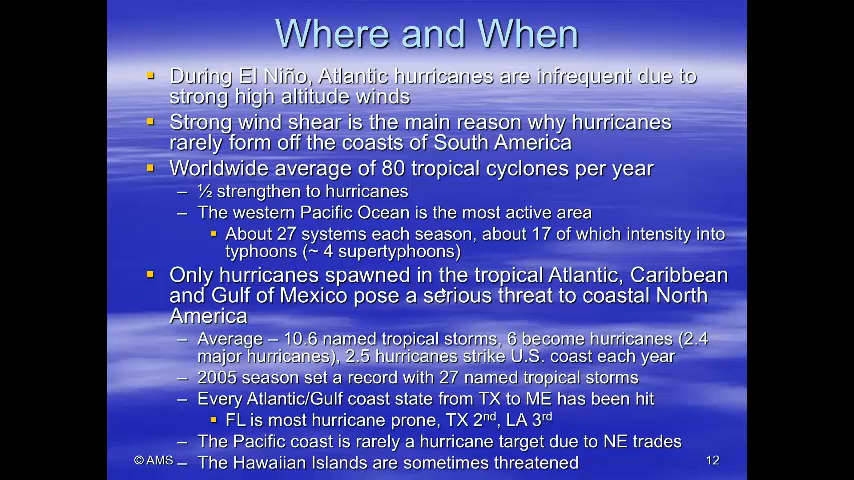 Where and When
During El Niño, Atlantic hurricanes are infrequent due to
strong high altitude winds
Strong wind shear is the main reason why hurricanes
rarely form off the coasts of South America
Worldwide average of 80 tropical cyclones per year
– ½ strengthen to hurricanes
– The western Pacific Ocean is the most active area
About 27 systems each season, about 17 of which intensity into
typhoons (~ 4 supertyphoons)
Only hurricanes spawned in the tropical Atlantic, Caribbean
and Gulf of Mexico pose a serious threat to coastal North
America
– Average – 10.6 named tropical storms, 6 become hurricanes (2.4
major hurricanes), 2.5 hurricanes strike U.S. coast each year
– 2005 season set a record with 27 named tropical storms
– Every Atlantic/Gulf coast state from TX to ME has been hit
FL is most hurricane prone, TX 2nd, LA 3rd
– The Pacific coast is rarely a hurricane target due to NE trades
– The Hawaiian Islands are sometimes threatened
© AMS
12